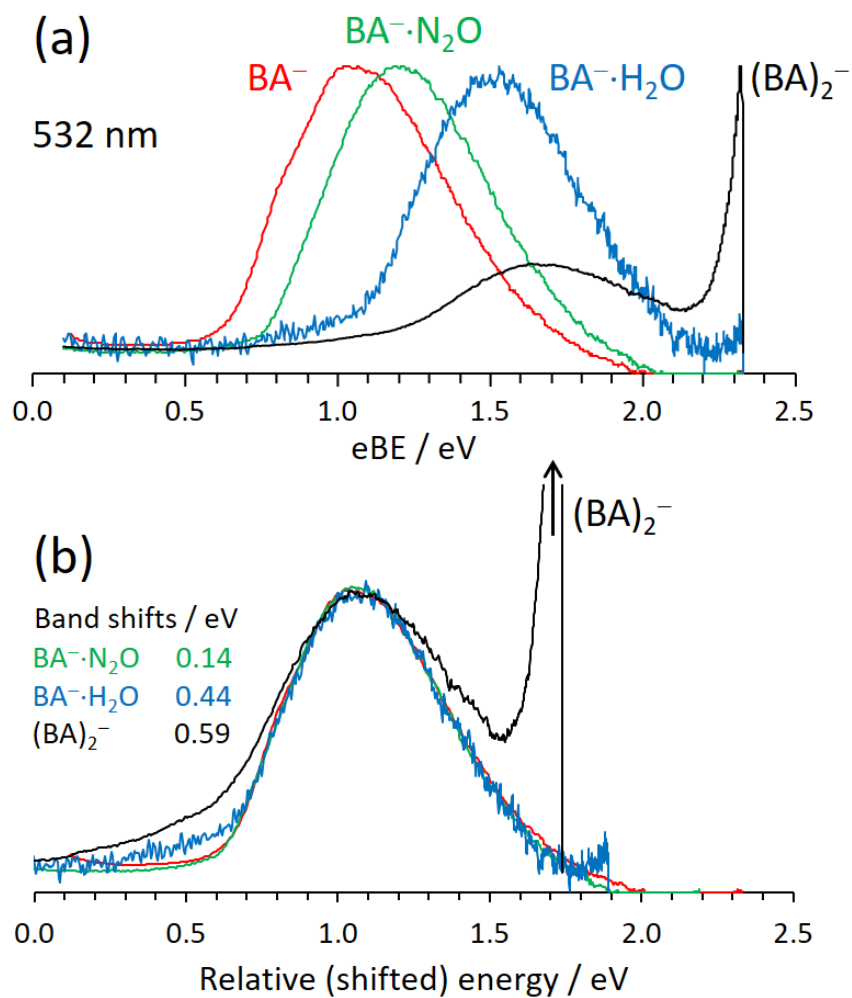 (a)
BA⁻·N₂O
BA⁻
BA⁻·H₂O
(BA)₂⁻
532 nm
0.0 0.5 1.0 1.5 2.0 2.5
eBE / eV
(b)
(BA)₂⁻
Band shifts / eV
BA⁻·N₂O 0.14
BA⁻·H₂O 0.44
(BA)₂⁻ 0.59
0.0 0.5 1.0 1.5 2.0 2.5
Relative (shifted) energy / eV